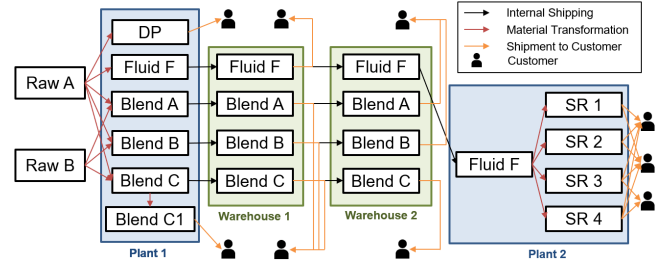 Internal Shipping
Material Transformation
Shipment to Customer
Customer
DP
Raw A
Fluid F
Fluid F
Fluid F
Blend A
Blend A
Blend A
SR 1
Blend B
Blend B
Blend B
SR 2
Raw B
Fluid F
Blend C
Blend C
Blend C
SR 3
Blend C1
Warehouse 1
Warehouse 2
SR 4
Plant 1
Plant 2